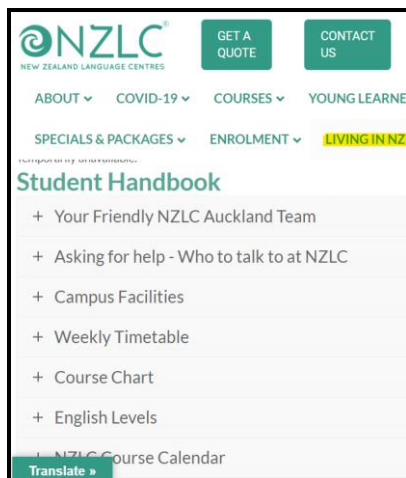 NZLC®
NEW ZEALAND LANGUAGE CENTRES
GET A
QUOTE
CONTACT
US
ABOUT COVID-19 COURSES YOUNG LEARNE
SPECIALS & PACKAGES ENROLMENT LIVING IN NZ
temporarily unavailable.
Student Handbook
+ Your Friendly NZLC Auckland Team
+ Asking for help - Who to talk to at NZLC
+ Campus Facilities
+ Weekly Timetable
+ Course Chart
+ English Levels
+ NZLC Course Calendar
Translate »